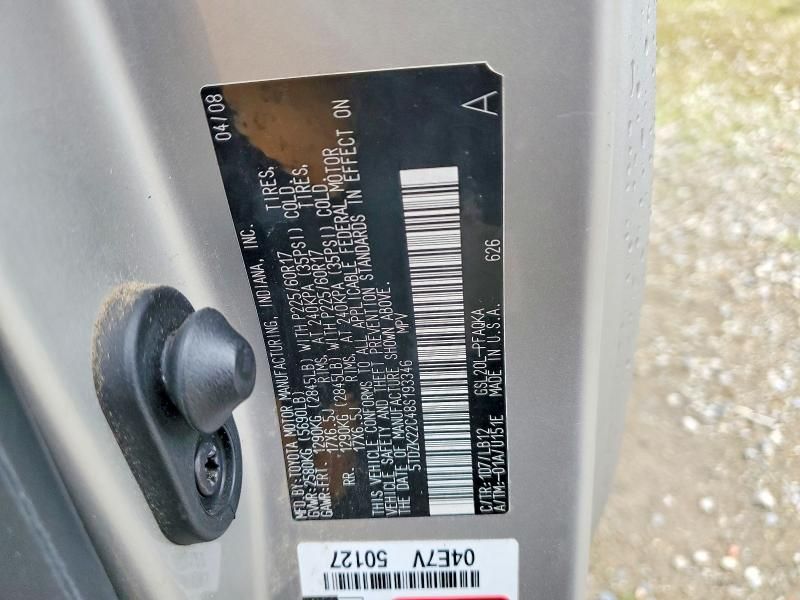 04/08
MFD.BY:TOYOTA MOTOR MANUFACTURING, INDIANA, INC.
GVWR:2580KG (5690LB)
GAWR:FRT. 1290KG (2845LB) WITH P225/60R17 TIRES,
17X6.5J RIMS, AT 240KPA (35PSI) COLD.
RR. 1290KG (2845LB) WITH P225/60R17 TIRES,
17X6.5J RIMS, AT 240KPA (35PSI) COLD.
THIS VEHICLE CONFORMS TO ALL APPLICABLE FEDERAL MOTOR
VEHICLE SAFETY AND THEFT PREVENTION STANDARDS IN EFFECT ON
THE DATE OF MANUFACTURE SHOWN ABOVE.
5TDZK22C48S193346 MPV
A
C/TR:1D7/LB12 GSL20L-PFAQKA 626
A/TM:-01A/U151E MADE IN U.S.A.
04E7V 50127